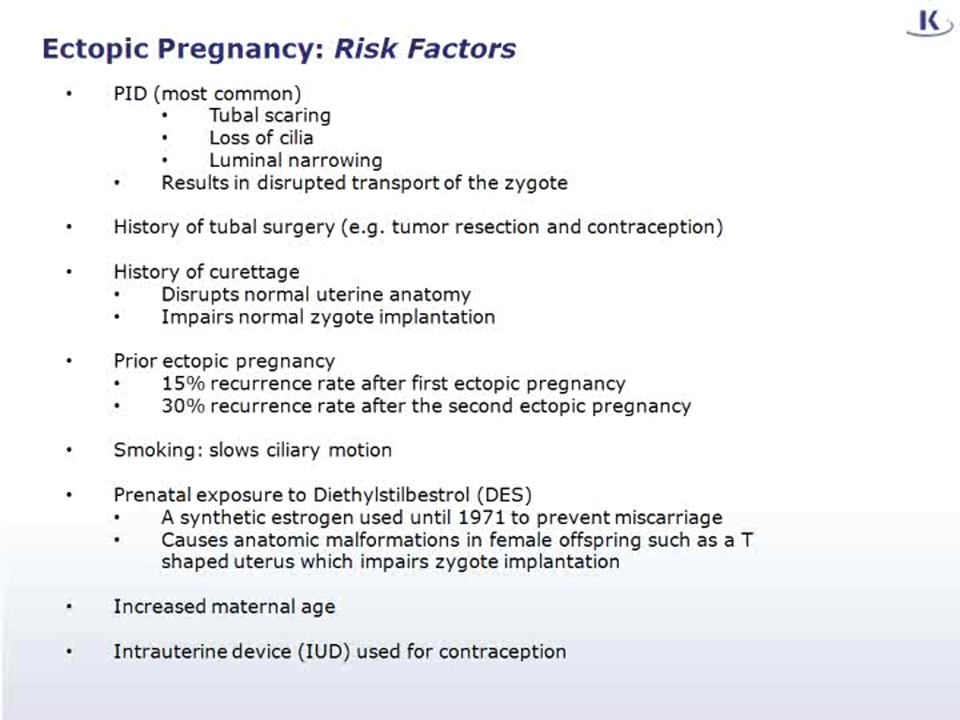 K
Ectopic Pregnancy: Risk Factors
• PID (most common)
• Tubal scaring
• Loss of cilia
• Luminal narrowing
• Results in disrupted transport of the zygote
• History of tubal surgery (e.g. tumor resection and contraception)
• History of curettage
• Disrupts normal uterine anatomy
• Impairs normal zygote implantation
• Prior ectopic pregnancy
• 15% recurrence rate after first ectopic pregnancy
• 30% recurrence rate after the second ectopic pregnancy
• Smoking: slows ciliary motion
• Prenatal exposure to Diethylstilbestrol (DES)
• A synthetic estrogen used until 1971 to prevent miscarriage
• Causes anatomic malformations in female offspring such as a T
shaped uterus which impairs zygote implantation
• Increased maternal age
• Intrauterine device (IUD) used for contraception